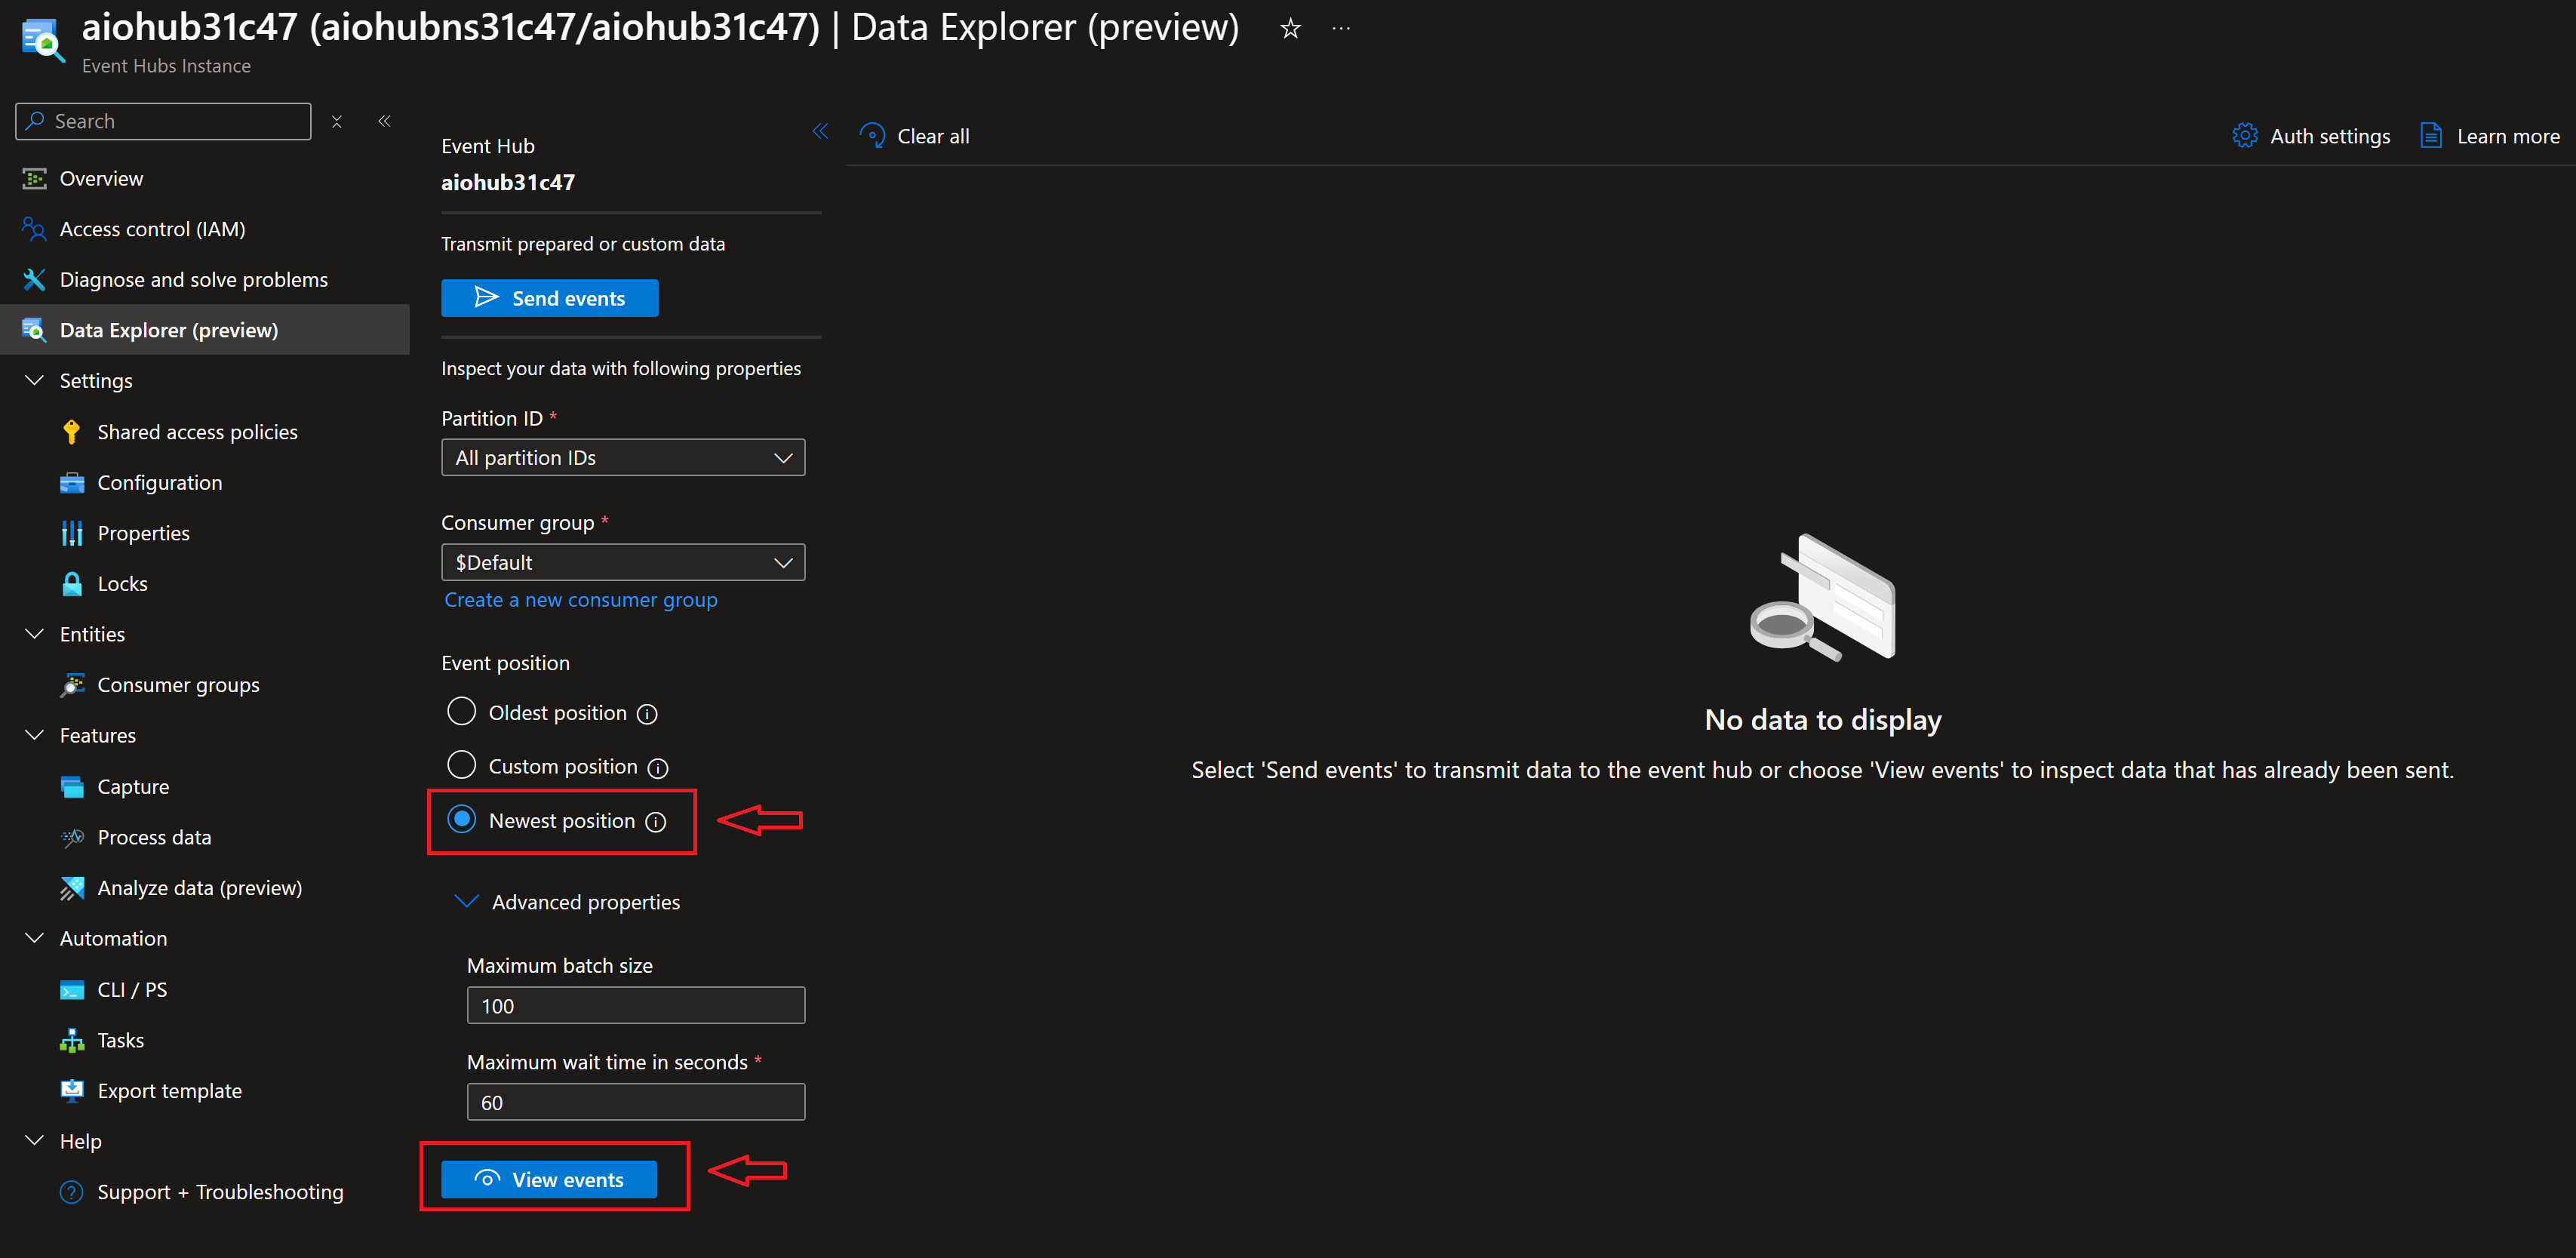 aiohub31c47 (aiohubns31c47/aiohub31c47) | Data Explorer (preview)
Event Hubs Instance
Search
Overview
Access control (IAM)
Diagnose and solve problems
Data Explorer (preview)
Settings
Shared access policies
Configuration
Properties
Locks
Entities
Consumer groups
Features
Capture
Process data
Analyze data (preview)
Automation
CLI / PS
Tasks
Export template
Help
Support + Troubleshooting
Event Hub
aiohub31c47
Transmit prepared or custom data
Send events
Inspect your data with following properties
Partition ID *
All partition IDs
Consumer group *
$Default
Create a new consumer group
Event position
Oldest position
Custom position
Newest position
Advanced properties
Maximum batch size
100
Maximum wait time in seconds *
60
View events
Clear all
Auth settings
Learn more
No data to display
Select 'Send events' to transmit data to the event hub or choose 'View events' to inspect data that has already been sent.